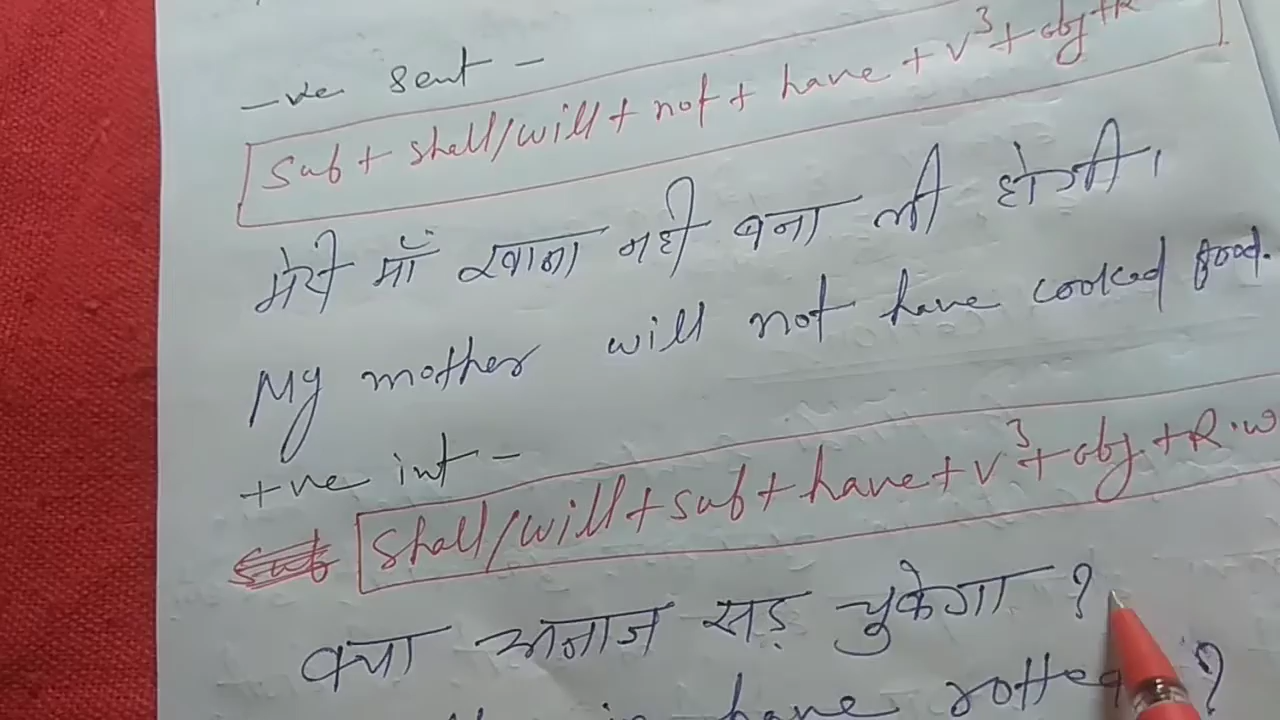 -ve sent -
Sub + shall/will + not + have + V³ + obj + R
मेरी माँ खाना नही बना ली होगी।
My mother will not have cooked food.
+ve int -
Shall/will + sub + have + V³ + obj + R.w
क्या अनाज सड़ चुकेगा ?
have rotten ?